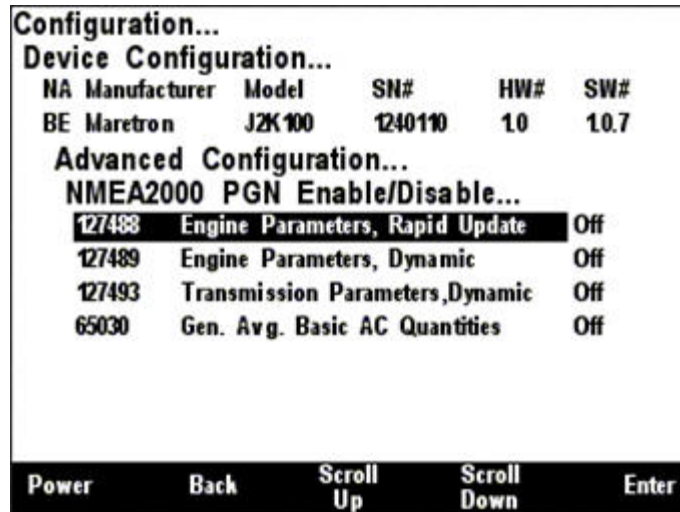 Configuration...
Device Configuration...
NA Manufacturer Model SN# HW# SW#
BE Maretron J2K100 1240110 1.0 1.0.7
Advanced Configuration...
NMEA2000 PGN Enable/Disable...
127488 Engine Parameters, Rapid Update Off
127489 Engine Parameters, Dynamic Off
127493 Transmission Parameters,Dynamic Off
65030 Gen. Avg. Basic AC Quantities Off
Power Back Scroll Up Scroll Down Enter